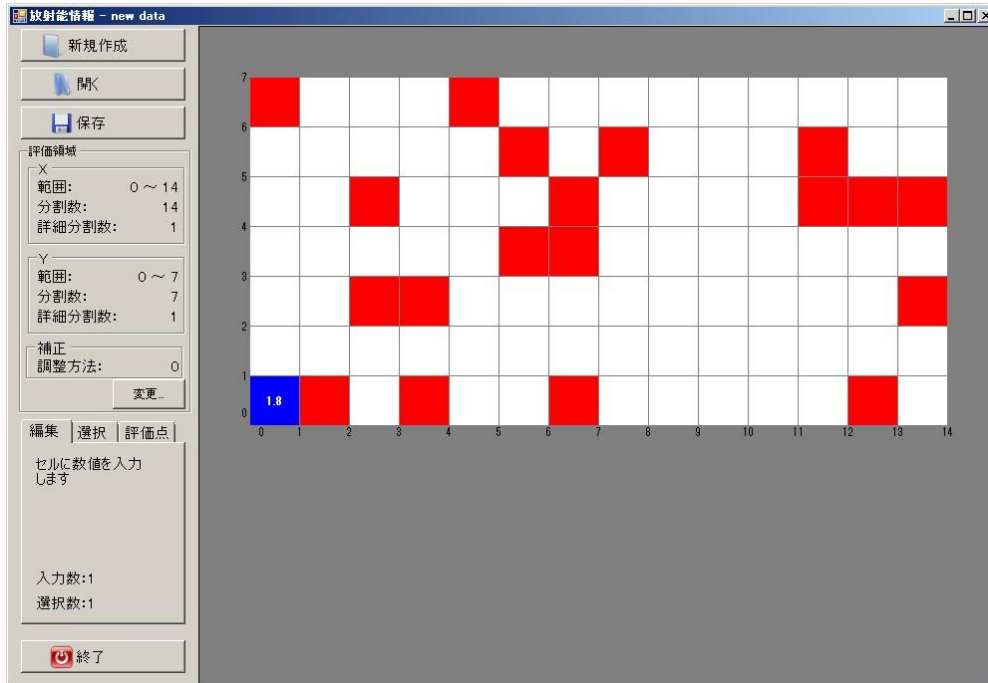 放射能情報 - new data
新規作成
開く
保存
評価領域
X
範囲: 0 ～ 14
分割数: 14
詳細分割数: 1
Y
範囲: 0 ～ 7
分割数: 7
詳細分割数: 1
補正
調整方法: 0
変更...
編集 選択 評価点
セルに数値を入力
します
入力数:1
選択数:1
終了
7
6
5
4
3
2
1
0
1.8
0 1 2 3 4 5 6 7 8 9 10 11 12 13 14